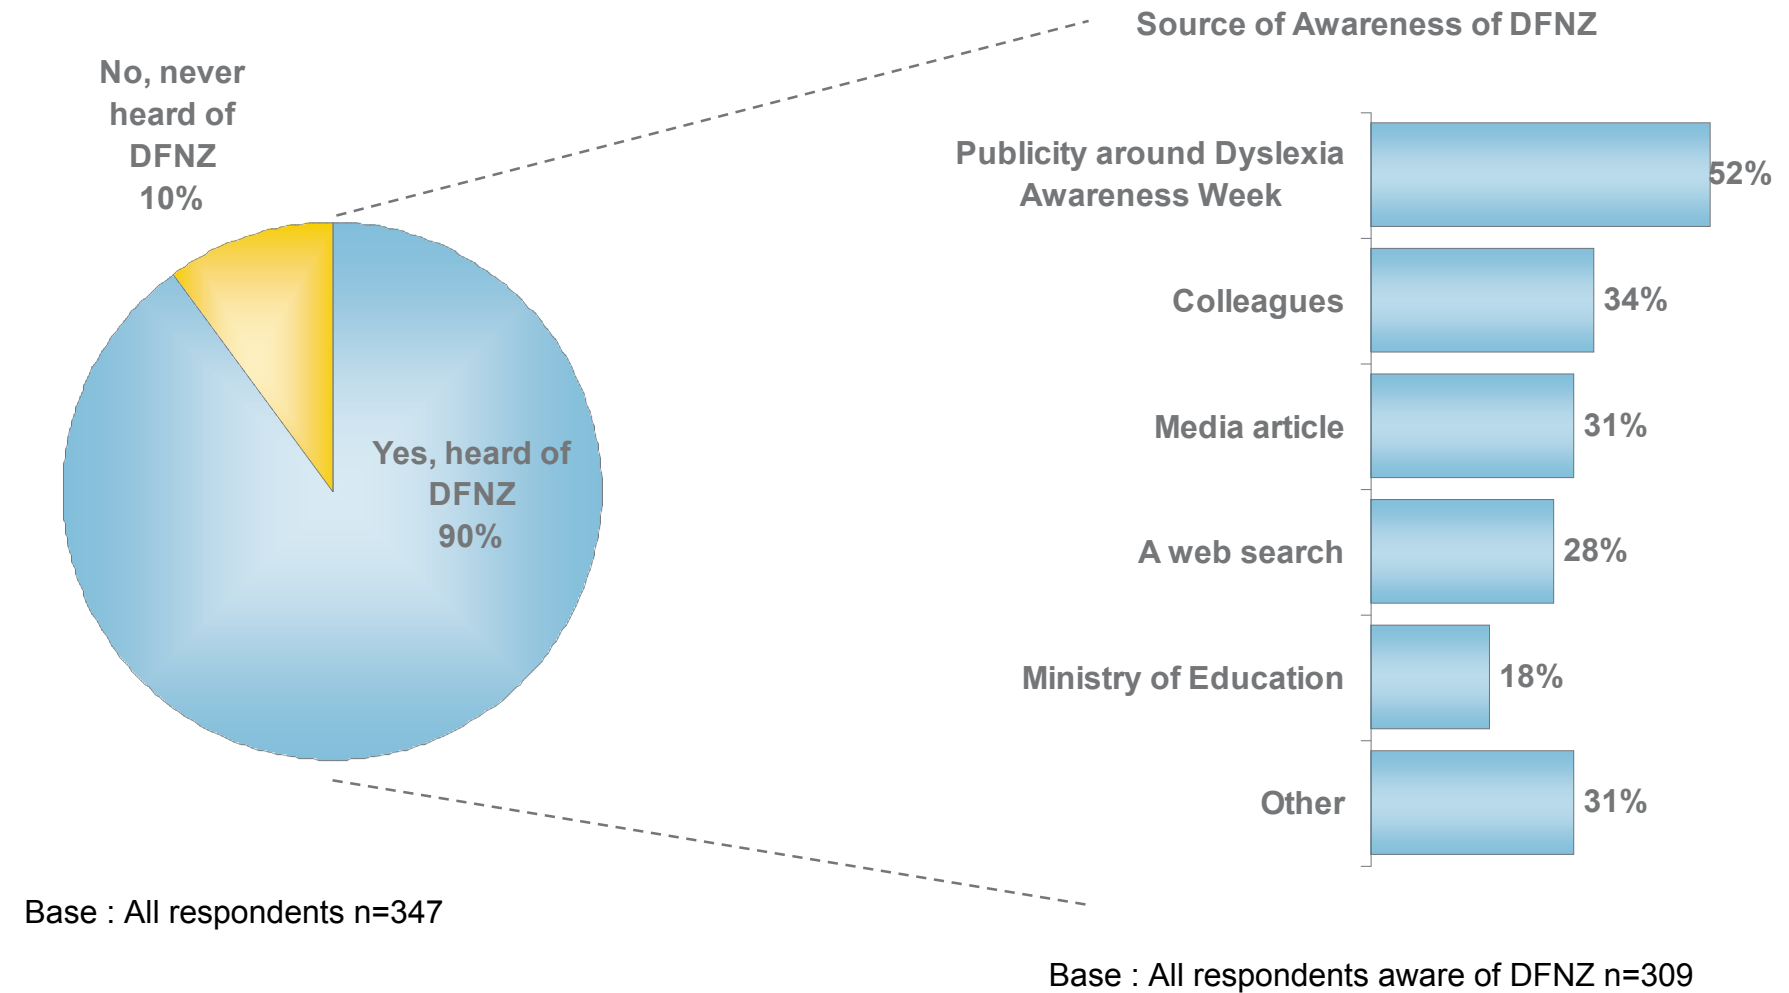 Source of Awareness of DFNZ
No, never
heard of
DFNZ
10%
Yes, heard of
DFNZ
90%
Publicity around Dyslexia
Awareness Week
52%
Colleagues
34%
Media article
31%
A web search
28%
Ministry of Education
18%
Other
31%
Base : All respondents n=347
Base : All respondents aware of DFNZ n=309